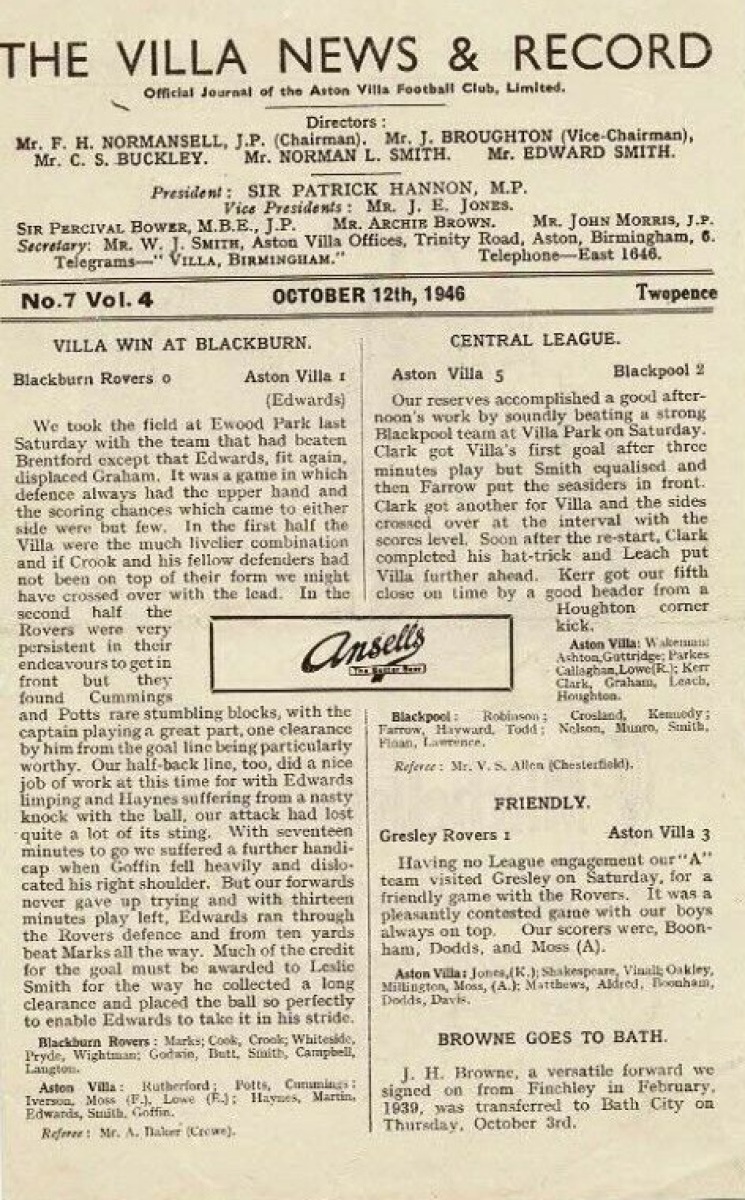 THE VILLA NEWS & RECORD
Official Journal of the Aston Villa Football Club, Limited.
Directors :
Mr. F. H. NORMANSELL, J.P. (Chairman). Mr. J. BROUGHTON (Vice-Chairman),
Mr. C. S. BUCKLEY. Mr. NORMAN L. SMITH. Mr. EDWARD SMITH.
President : SIR PATRICK HANNON, M.P.
Vice Presidents : MR. J. E. JONES.
SIR PERCIVAL BOWER, M.B.E., J.P. MR. ARCHIE BROWN. MR. JOHN MORRIS, J.P.
Secretary: MR. W. J. SMITH, Aston Villa Offices, Trinity Road, Aston, Birmingham, 6.
Telegrams—" VILLA, BIRMINGHAM." Telephone—East 1646.
No.7 Vol. 4 OCTOBER 12th, 1946 Twopence
VILLA WIN AT BLACKBURN.
Blackburn Rovers 0 Aston Villa 1
(Edwards)
We took the field at Ewood Park last
Saturday with the team that had beaten
Brentford except that Edwards, fit again,
displaced Graham. It was a game in which
defence always had the upper hand and
the scoring chances which came to either
side were but few. In the first half the
Villa were the much livelier combination
and if Crook and his fellow defenders had
not been on top of their form we might
have crossed over with the lead. In the
second half the
Rovers were very
persistent in their
endeavours to get in
front but they
found Cummings
and Potts rare stumbling blocks, with the
captain playing a great part, one clearance
by him from the goal line being particularly
worthy. Our half-back line, too, did a nice
job of work at this time for with Edwards
limping and Haynes suffering from a nasty
knock with the ball, our attack had lost
quite a lot of its sting. With seventeen
minutes to go we suffered a further handi-
cap when Goffin fell heavily and dislo-
cated his right shoulder. But our forwards
never gave up trying and with thirteen
minutes play left, Edwards ran through
the Rovers defence and from ten yards
beat Marks all the way. Much of the credit
for the goal must be awarded to Leslie
Smith for the way he collected a long
clearance and placed the ball so perfectly
to enable Edwards to take it in his stride.
Blackburn Rovers : Marks; Cook, Crook; Whiteside,
Pryde, Wightman; Godwin, Butt, Smith, Campbell,
Langton.
Aston Villa : Rutherford ; Potts, Cummings :
Iverson, Moss (F.), Lowe (E.) ; Haynes, Martin,
Edwards, Smith, Goffin.
Referee : Mr. A. Baker (Crewe).
Ansells
The Better Beer
CENTRAL LEAGUE.
Aston Villa 5 Blackpool 2
Our reserves accomplished a good after-
noon's work by soundly beating a strong
Blackpool team at Villa Park on Saturday.
Clark got Villa's first goal after three
minutes play but Smith equalised and
then Farrow put the seasiders in front.
Clark got another for Villa and the sides
crossed over at the interval with the
scores level. Soon after the re-start, Clark
completed his hat-trick and Leach put
Villa further ahead. Kerr got our fifth
close on time by a good header from a
Houghton corner
kick.
Aston Villa: Wakeman:
Ashton, Guttridge; Parkes
Callaghan, Lowe(R.); Kerr
Clark, Graham, Leach,
Houghton.
Blackpool : Robinson ; Crosland, Kennedy ;
Farrow, Hayward, Todd ; Nelson, Munro, Smith,
Lawrence.
Referee : Mr. V. S. Allen (Chesterfield).
FRIENDLY.
Gresley Rovers 1 Aston Villa 3
Having no League engagement our "A"
team visited Gresley on Saturday, for a
friendly game with the Rovers. It was a
pleasantly contested game with our boys
always on top. Our scorers were, Boon-
ham, Dodds, and Moss (A).
Aston Villa: Jones,(K.); Shakespeare, Vinall; Oakley,
Millington, Moss, (A.); Matthews, Aldred, Boonham,
Dodds, Davis.
BROWNE GOES TO BATH.
J. H. Browne, a versatile forward we
signed on from Finchley in February,
1939, was transferred to Bath City on
Thursday, October 3rd.